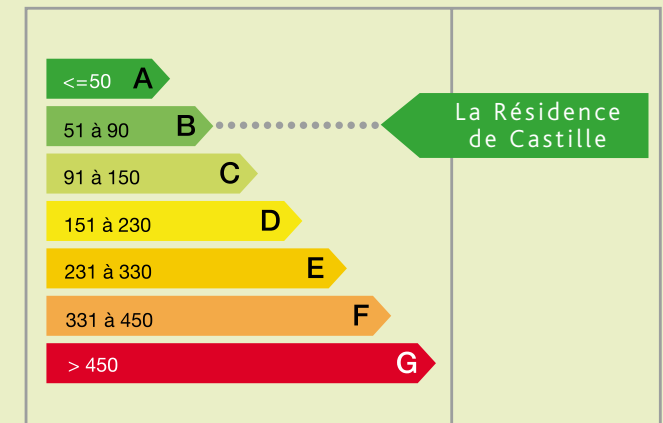 <=50 A
51 à 90 B
La Résidence
de Castille
91 à 150 C
151 à 230 D
231 à 330 E
331 à 450 F
> 450 G